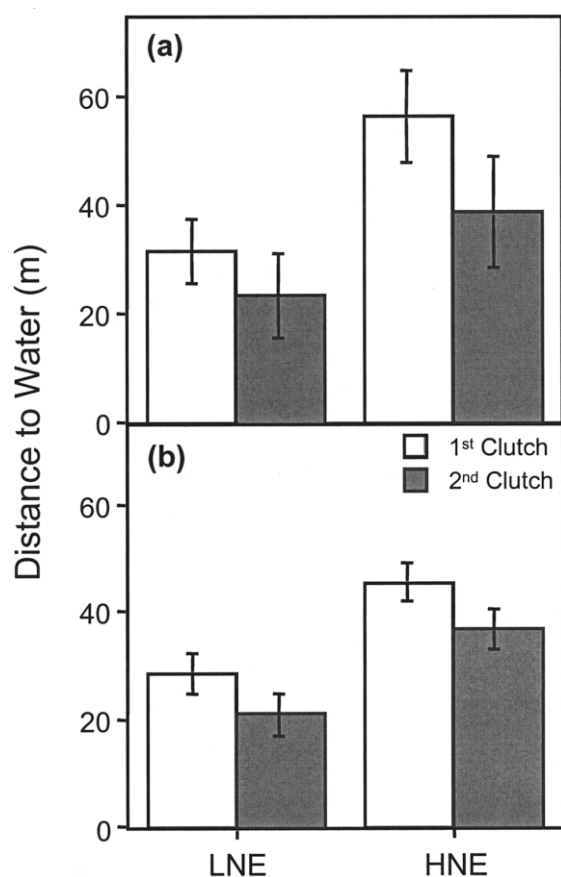 (a)
60
40
20
0
Distance to Water (m)
(b)
1st Clutch
2nd Clutch
60
40
20
0
LNE
HNE